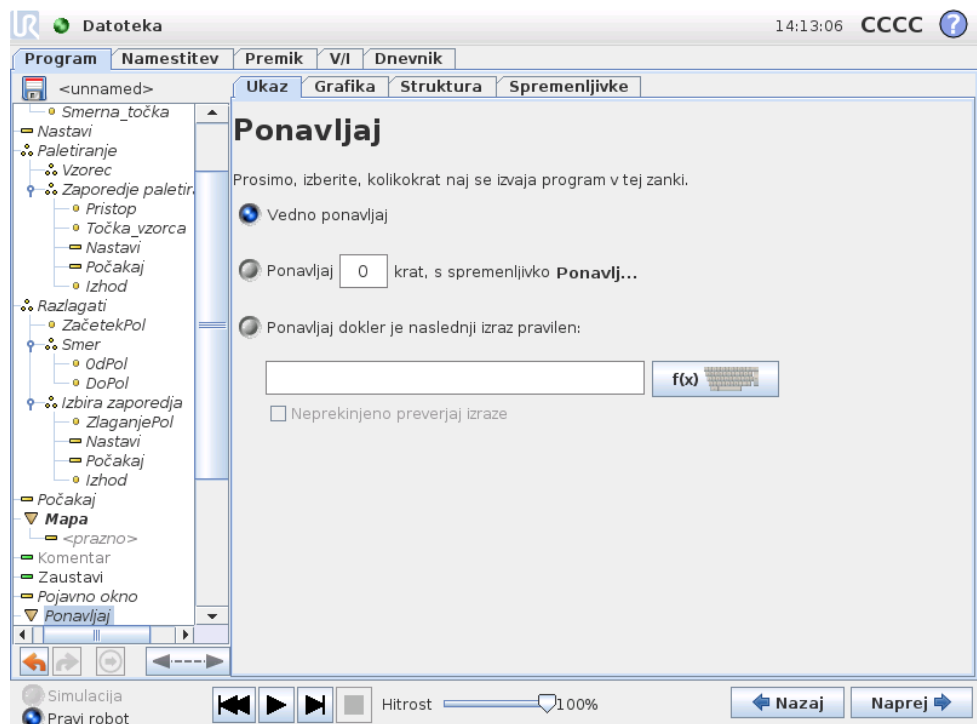 UR Datoteka 14:13:06 CCCC ?
Program Namestitev Premik V/I Dnevnik
<unnamed>
Ukaz Grafika Struktura Spremenljivke
Smerna_točka
Nastavi
Paletiranje
Vzorec
Zaporedje paletir
Pristop
Točka_vzorca
Nastavi
Počakaj
Izhod
Razlagati
ZačetekPol
Smer
OdPol
DoPol
Izbira zaporedja
ZlaganjePol
Nastavi
Počakaj
Izhod
Počakaj
Mapa
<prazno>
Komentar
Zaustavi
Pojavno okno
Ponavljaj
Ponavljaj
Prosimo, izberite, kolikokrat naj se izvaja program v tej zanki.
Vedno ponavljaj
Ponavljaj 0 krat, s spremenljivko Ponavlj...
Ponavljaj dokler je naslednji izraz pravilen:
f(x)
Neprekinjeno preverjaj izraze
Simulacija
Pravi robot
Hitrost 100%
Nazaj Naprej